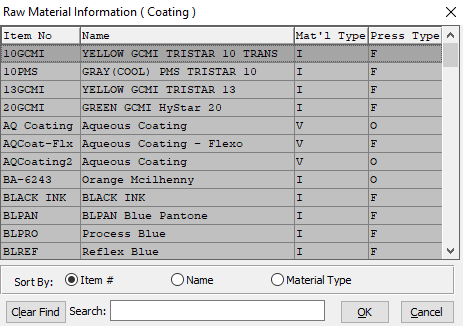 Raw Material Information ( Coating )
Item No Name Mat'l Type Press Type
10GCMI YELLOW GCMI TRISTAR 10 TRANS I F
10PMS GRAY(COOL) PMS TRISTAR 10 I F
13GCMI YELLOW GCMI TRISTAR 13 I F
20GCMI GREEN GCMI HyStar 20 I F
AQ Coating Aqueous Coating V O
AQCoat-Flx Aqueous Coating - Flexo V F
AQCoating2 Aqueous Coating V O
BA-6243 Orange Mcilhenny I O
BLACK INK BLACK INK I F
BLPAN BLPAN Blue Pantone I F
BLPRO Process Blue I F
BLREF Reflex Blue I F
Sort By: Item # Name Material Type
Clear Find Search: OK Cancel